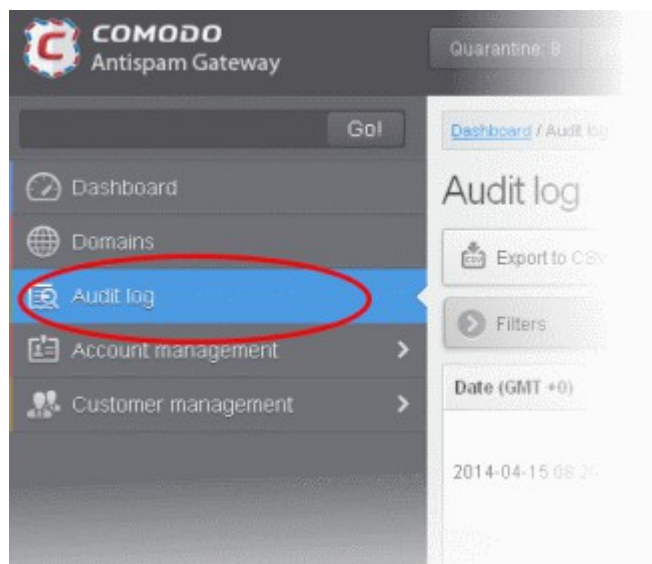 COMODO
Antispam Gateway
Quarantine: 8
Go!
Dashboard / Audit log
Dashboard
Audit log
Domains
Export to CSV
Audit log
Filters
Account management
Date (GMT +0)
Customer management
2014-04-15 08